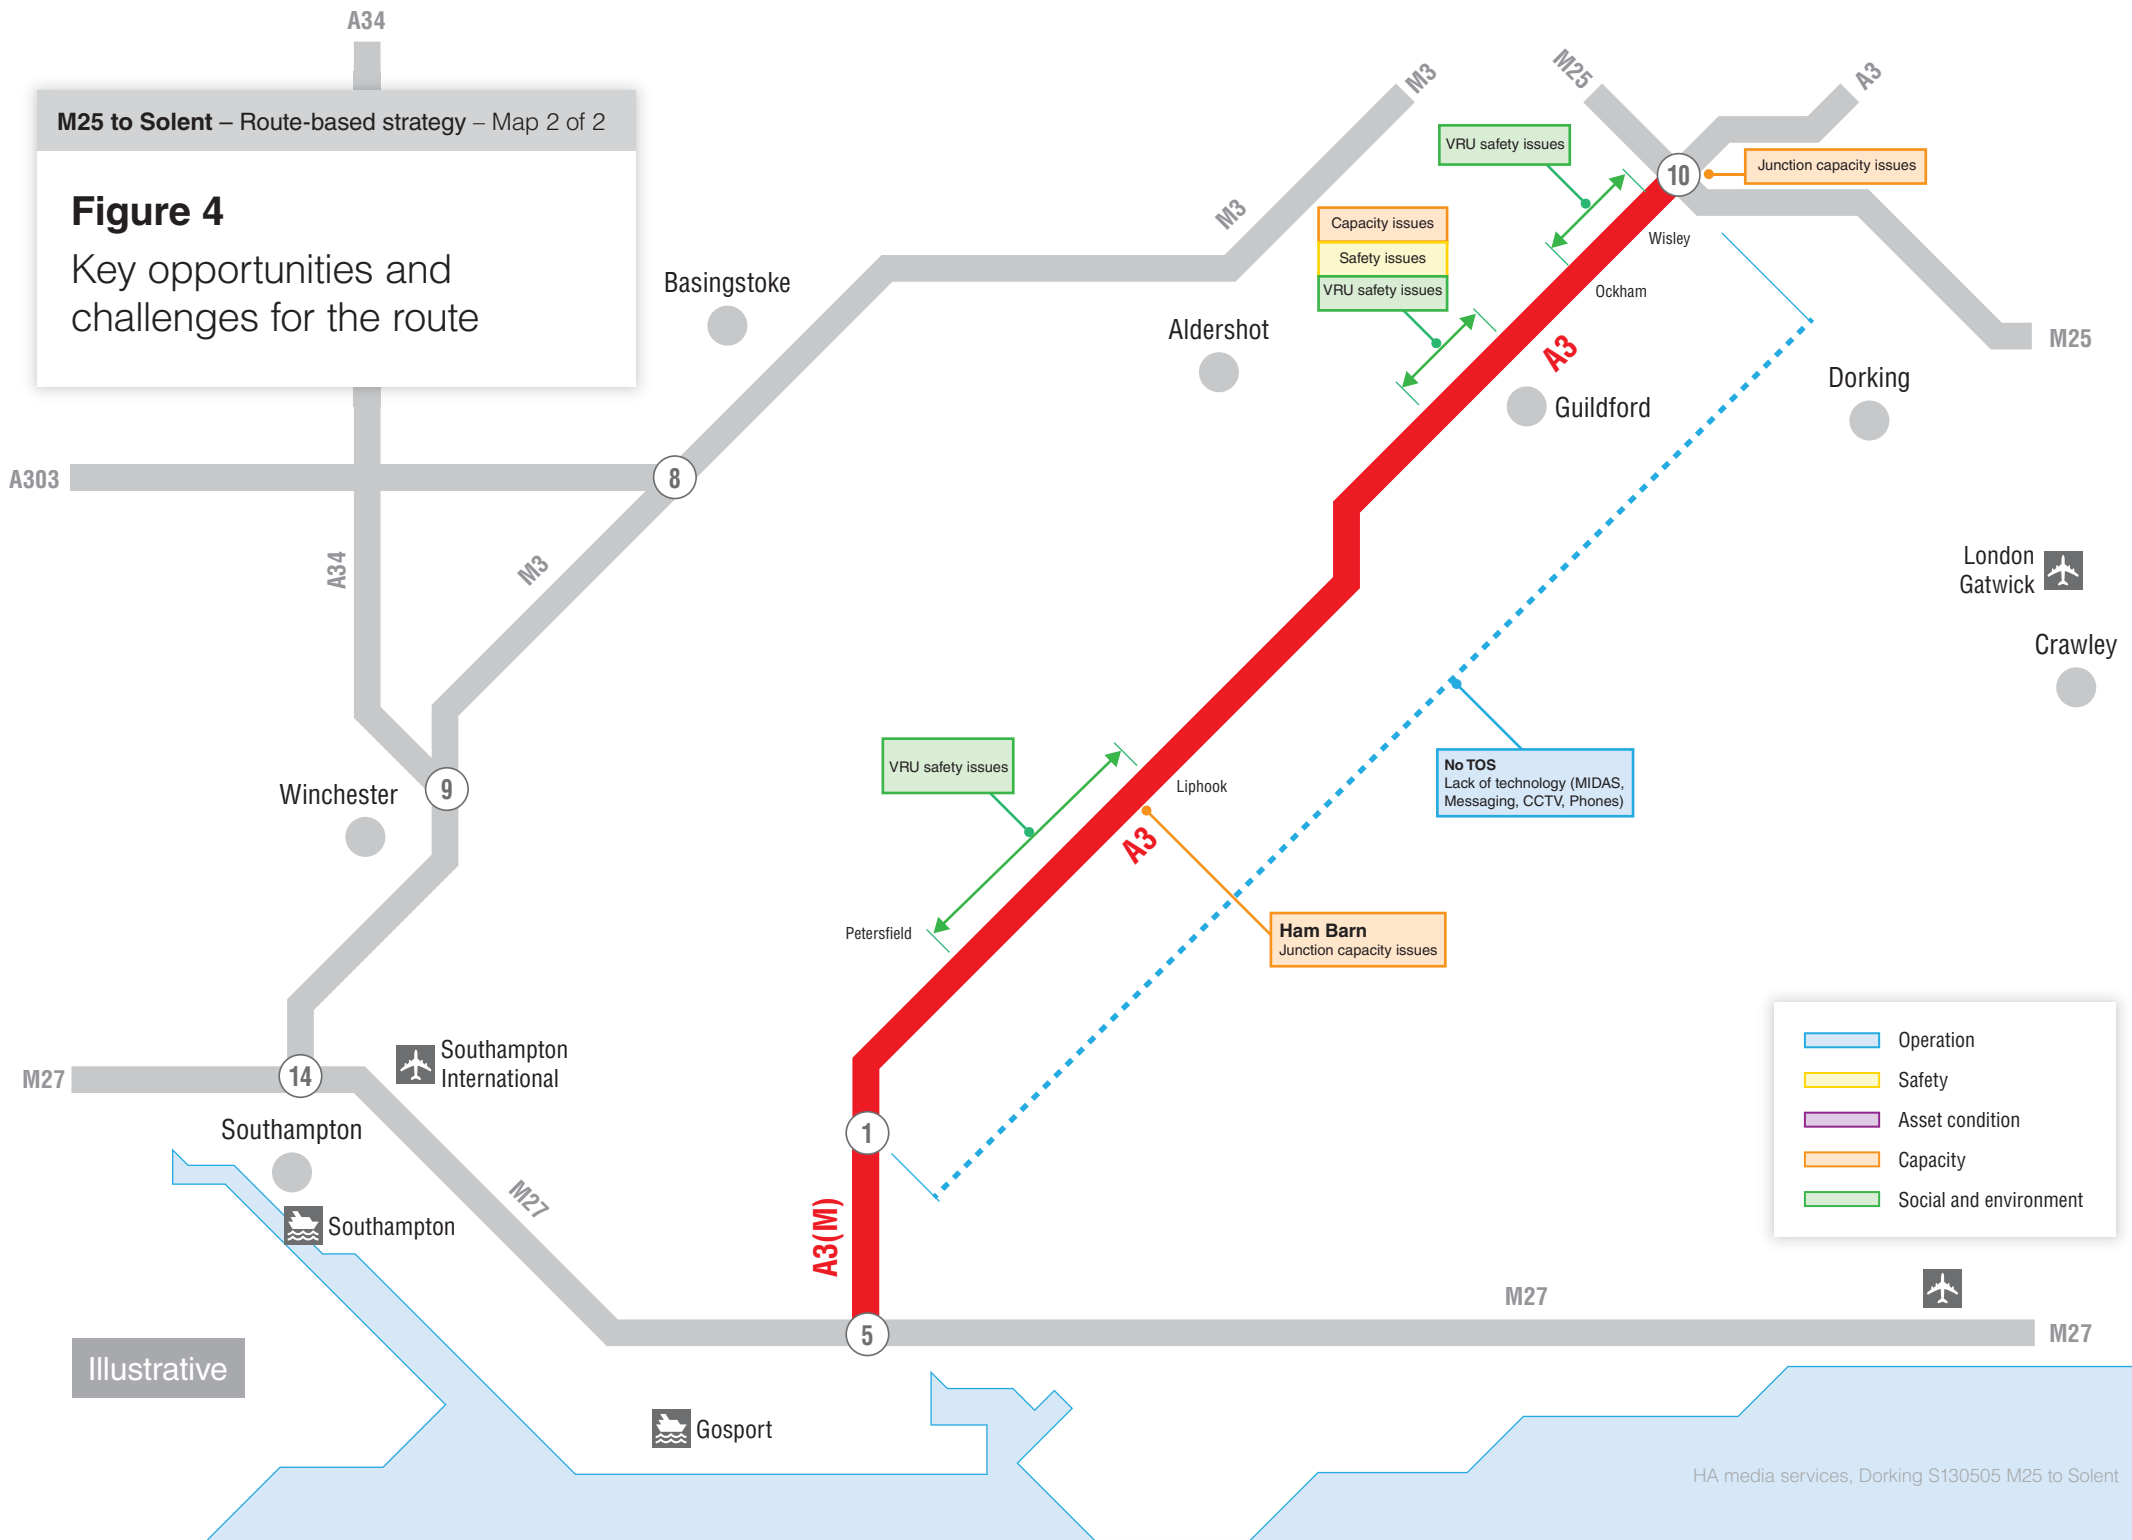 A34
M25 to Solent – Route-based strategy – Map 2 of 2
Figure 4
Key opportunities and
challenges for the route
M3
M25
A3
VRU safety issues
10
Junction capacity issues
M3
Capacity issues
Safety issues
VRU safety issues
Wisley
Ockham
Basingstoke
Aldershot
A3
M25
Dorking
Guildford
A303
8
A34
M3
London
Gatwick
Crawley
VRU safety issues
Liphook
No TOS
Lack of technology (MIDAS,
Messaging, CCTV, Phones)
Winchester
9
A3
Petersfield
Ham Barn
Junction capacity issues
M27
14
Southampton
International
Operation
Safety
Asset condition
Capacity
Social and environment
Southampton
1
M27
Southampton
A3(M)
M27
5
M27
Illustrative
Gosport
HA media services, Dorking S130505 M25 to Solent